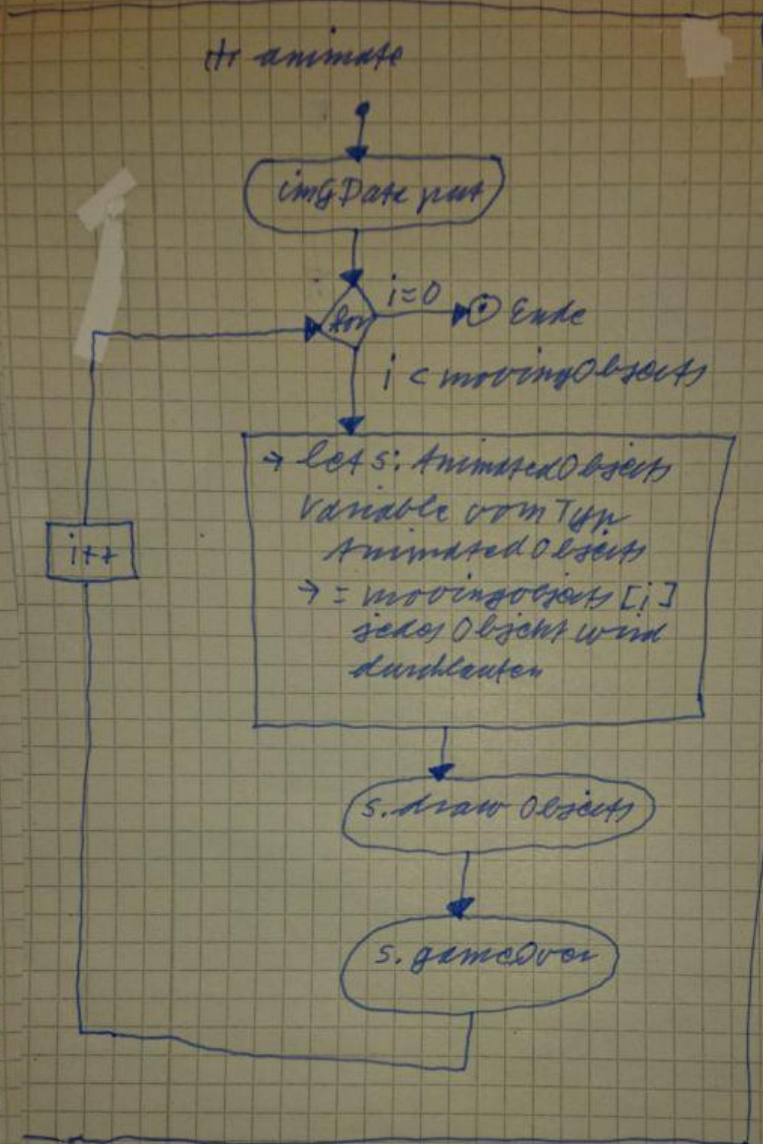 animate
imgData put
for
i=0
Ende
i < movingObjects
→ let s: AnimatedObjects
Variable vom Typ
AnimatedObjects
→ = movingobjects [i]
jedes Objekt wird
durchlaufen
i++
s.draw Objects
s.gameOver